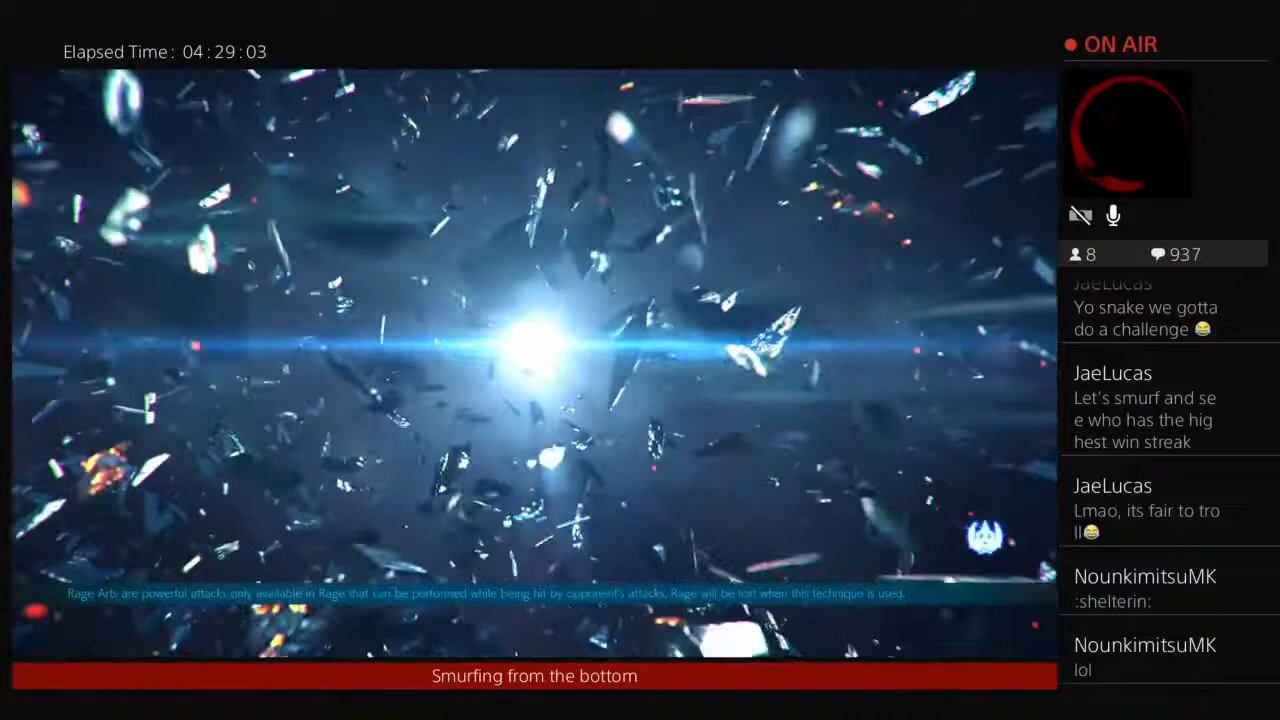 Elapsed Time: 04:29:03
ON AIR
8 937
JaeLucas
Yo snake we gotta
do a challenge 😂
JaeLucas
Let's smurf and se
e who has the hig
hest win streak
JaeLucas
Lmao, its fair to tro
ll😂
NounkimitsuMK
:shelterin:
NounkimitsuMK
lol
Rage Arts are powerful attacks only available in Rage that can be performed while being hit by opponent's attacks. Rage will be lost when this technique is used.
Smurfing from the bottom